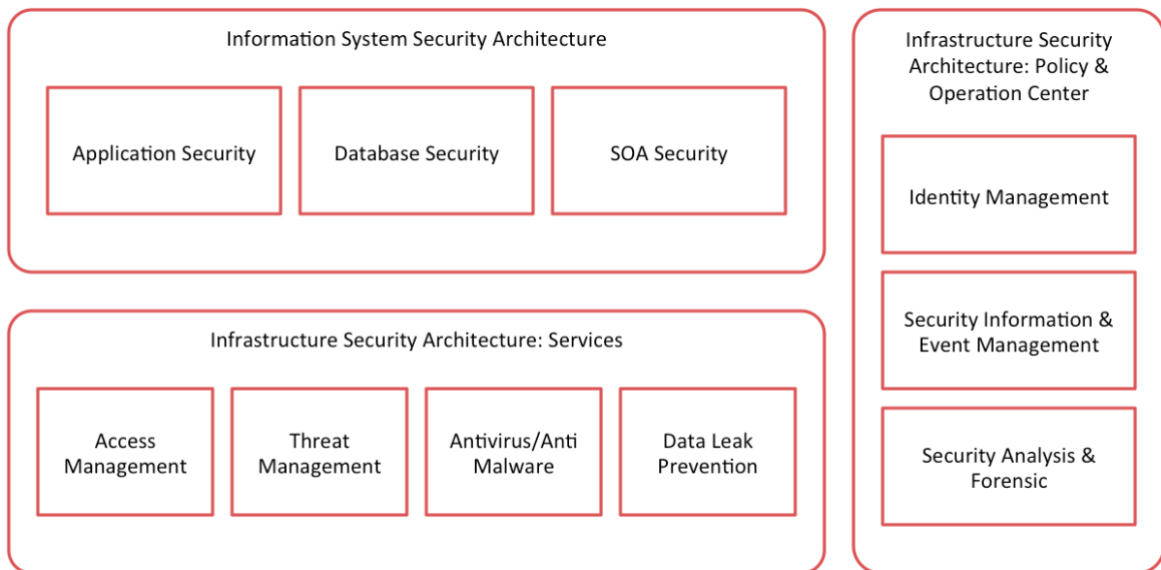 Information System Security Architecture
Application Security
Database Security
SOA Security
Infrastructure Security Architecture: Services
Access
Management
Threat
Management
Antivirus/Anti
Malware
Data Leak
Prevention
Infrastructure Security
Architecture: Policy &
Operation Center
Identity Management
Security Information &
Event Management
Security Analysis &
Forensic